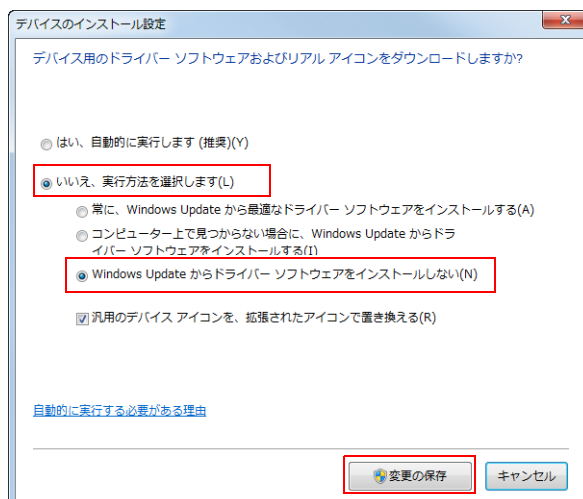 デバイスのインストール設定
デバイス用のドライバー ソフトウェアおよびリアル アイコンをダウンロードしますか?
はい、自動的に実行します (推奨)(Y)
いいえ、実行方法を選択します(L)
常に、Windows Update から最適なドライバー ソフトウェアをインストールする(A)
コンピューター上で見つからない場合に、Windows Update からドラ
イバー ソフトウェアをインストールする(I)
Windows Update からドライバー ソフトウェアをインストールしない(N)
汎用のデバイス アイコンを、拡張されたアイコンで置き換える(R)
自動的に実行する必要がある理由
変更の保存
キャンセル